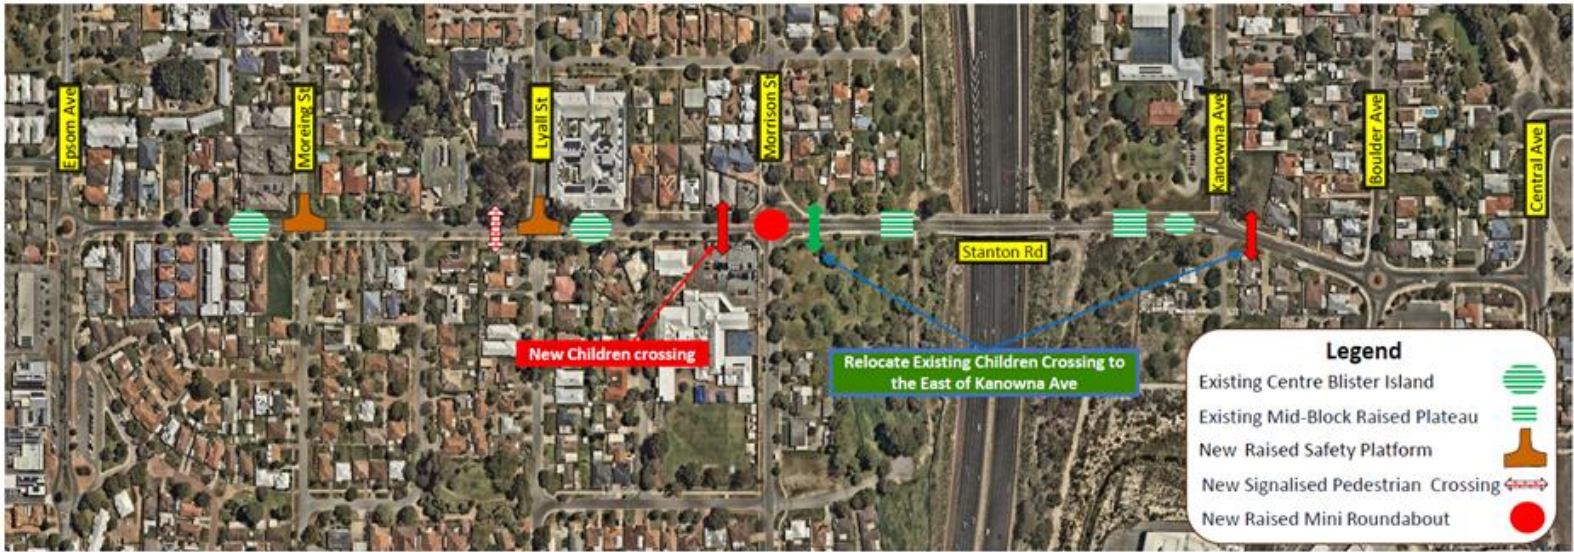 Epsom Ave
Moreing St
Lyall St
Morrison St
Kanowna Ave
Boulder Ave
Central Ave
Stanton Rd
New Children crossing
Relocate Existing Children Crossing to
the East of Kanowna Ave
Legend
Existing Centre Blister Island
Existing Mid-Block Raised Plateau
New Raised Safety Platform
New Signalised Pedestrian Crossing
New Raised Mini Roundabout